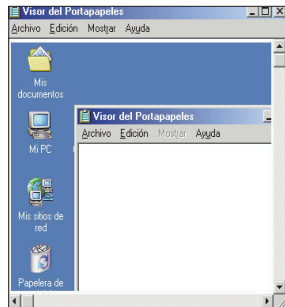 Visor del Portapapeles
Archivo Edición Mostrar Ayuda
Mis
documentos
Visor del Portapapeles
Archivo Edición Mostrar Ayuda
Mi PC
Mis sitios de
red
Papelera de